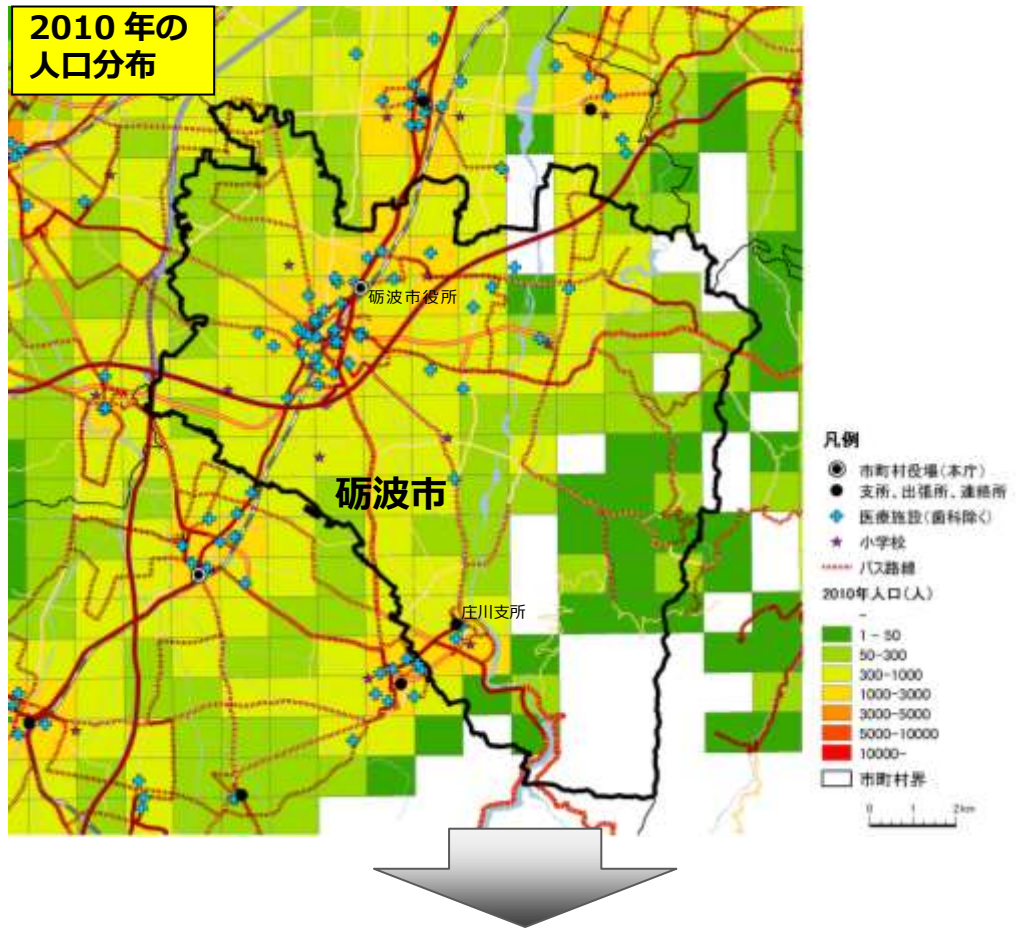 2010 年の
人口分布
砺波市役所
砺波市
庄川支所
凡例
市町村役場(本庁)
支所、出張所、連絡所
医療施設(歯科除く)
小学校
バス路線
2010年人口(人)
-
1 - 50
50-300
300-1000
1000-3000
3000-5000
5000-10000
10000-
市町村界
0 1 2km